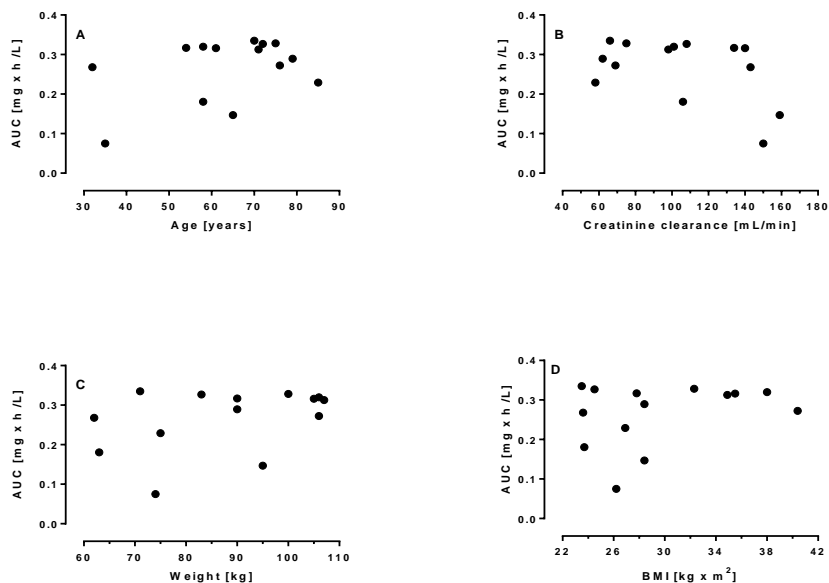 A
AUC [mg x h /L]
0.4
0.3
0.2
0.1
0.0
30 40 50 60 70 80 90
Age [years]
B
AUC [mg x h /L]
0.4
0.3
0.2
0.1
0.0
40 60 80 100 120 140 160 180
Creatinine clearance [mL/min]
C
AUC [mg x h /L]
0.4
0.3
0.2
0.1
0.0
60 70 80 90 100 110
Weight [kg]
D
AUC [mg x h /L]
0.4
0.3
0.2
0.1
0.0
22 26 30 34 38 42
BMI [kg x m²]